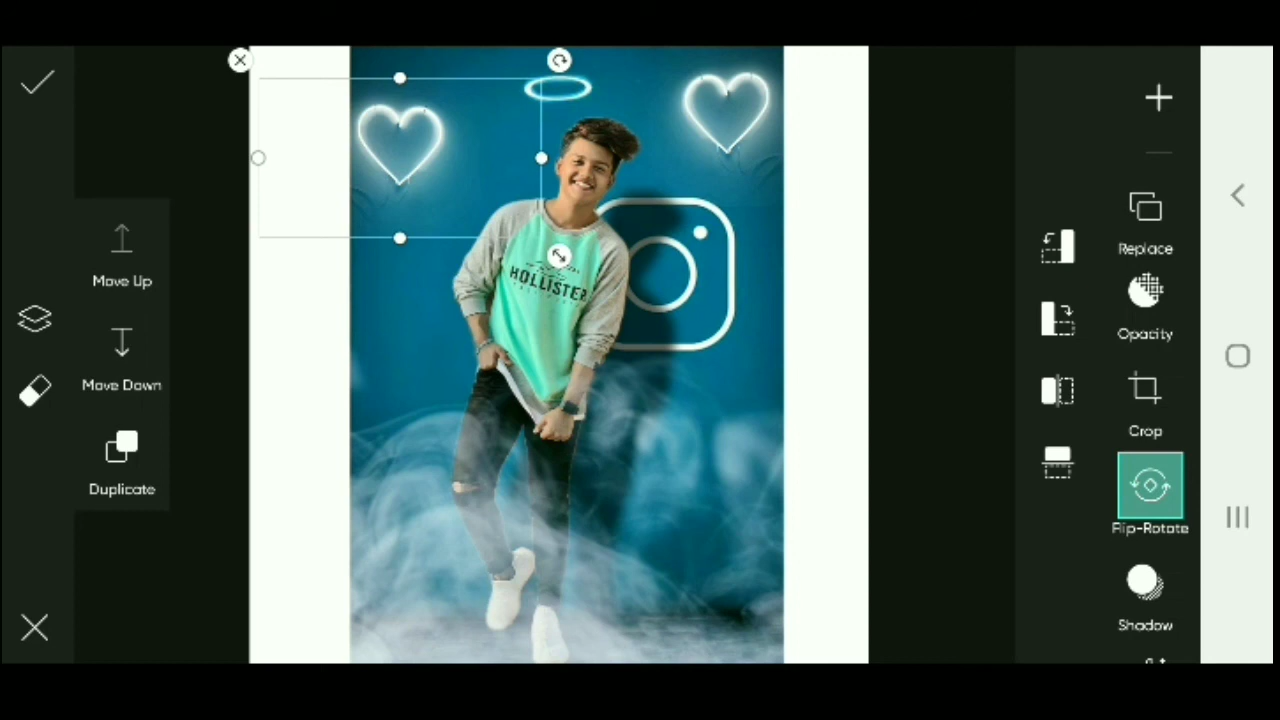 Move Up
Move Down
Duplicate
HOLLISTER
Replace
Opacity
Crop
Flip-Rotate
Shadow